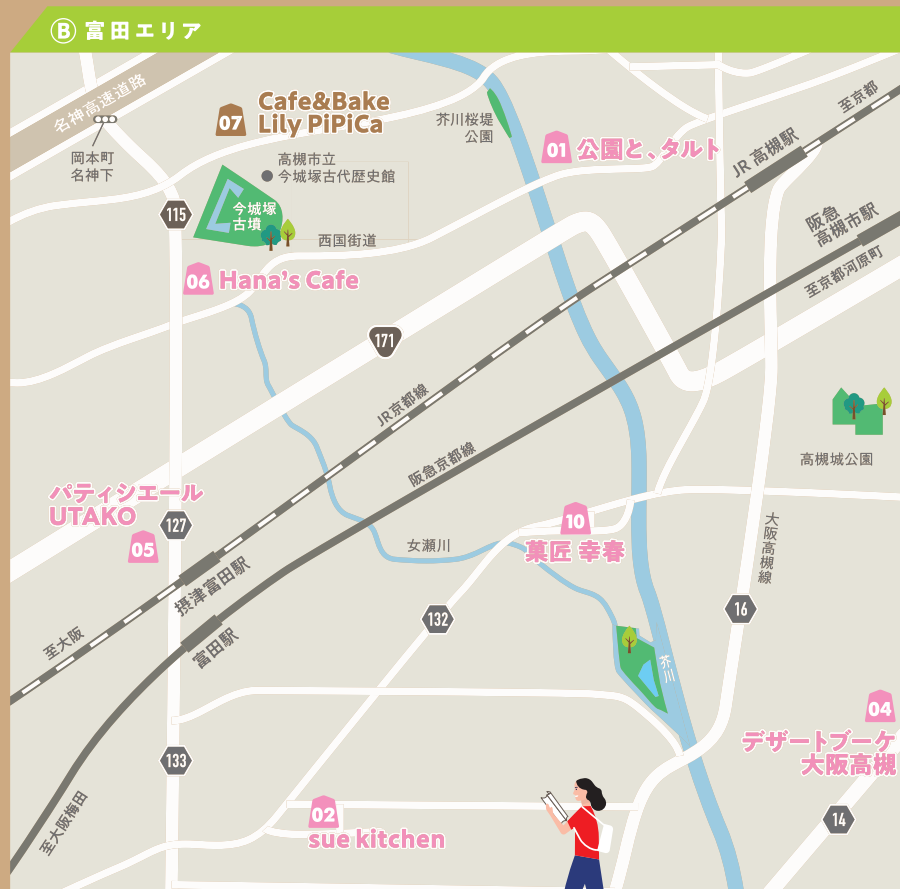 B 富田エリア
名神高速道路
岡本町
名神下
07
Cafe&Bake
Lily PiPiCa
芥川桜堤
公園
01 公園と、タルト
JR 高槻駅
至京都
高槻市立
今城塚古代歴史館
今城塚
古墳
115
西国街道
阪急
高槻市駅
至京都河原町
06 Hana's Cafe
171
JR京都線
阪急京都線
高槻城公園
パティシエール
UTAKO
05
127
10
菓匠 幸春
女瀬川
大阪高槻線
摂津富田駅
富田駅
至大阪
132
16
芥川
04
デザートブーケ
大阪高槻
133
至大阪梅田
02
sue kitchen
14